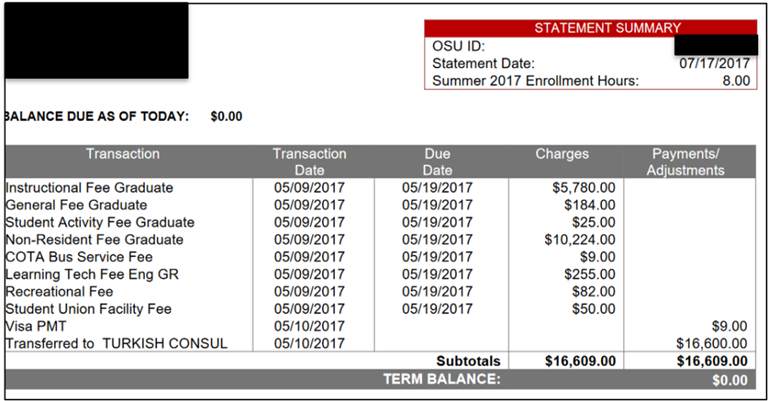 STATEMENT SUMMARY
OSU ID:
Statement Date: 07/17/2017
Summer 2017 Enrollment Hours: 8.00
BALANCE DUE AS OF TODAY: $0.00
Transaction Transaction Date Due Date Charges Payments/ Adjustments
Instructional Fee Graduate 05/09/2017 05/19/2017 $5,780.00
General Fee Graduate 05/09/2017 05/19/2017 $184.00
Student Activity Fee Graduate 05/09/2017 05/19/2017 $25.00
Non-Resident Fee Graduate 05/09/2017 05/19/2017 $10,224.00
COTA Bus Service Fee 05/09/2017 05/19/2017 $9.00
Learning Tech Fee Eng GR 05/09/2017 05/19/2017 $255.00
Recreational Fee 05/09/2017 05/19/2017 $82.00
Student Union Facility Fee 05/09/2017 05/19/2017 $50.00
Visa PMT 05/10/2017 $9.00
Transferred to TURKISH CONSUL 05/10/2017 $16,600.00
Subtotals $16,609.00 $16,609.00
TERM BALANCE: $0.00